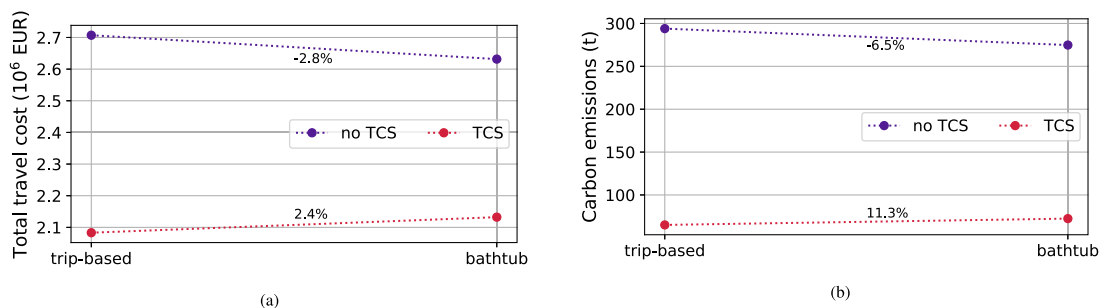 Total travel cost (10⁶ EUR)
2.7
2.6
2.5
2.4
2.3
2.2
2.1
-2.8%
no TCS TCS
2.4%
trip-based bathtub
(a)
Carbon emissions (t)
300
250
200
150
100
-6.5%
no TCS TCS
11.3%
trip-based bathtub
(b)